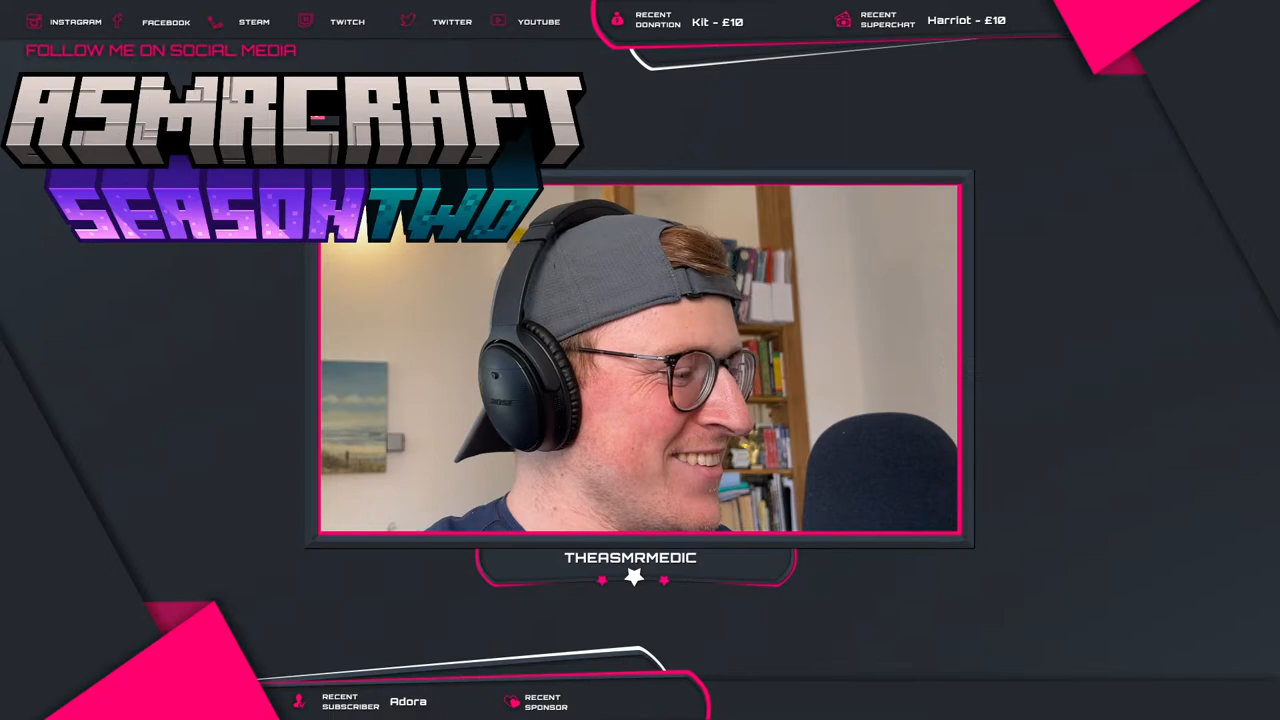 INSTAGRAM FACEBOOK STEAM TWITCH TWITTER YOUTUBE
RECENT DONATION Kit - £10
RECENT SUPERCHAT Harriot - £10
FOLLOW ME ON SOCIAL MEDIA
ASMRCRAFT
SEASON TWO
BOSE
THEASMRMEDIC
RECENT SUBSCRIBER Adora
RECENT SPONSOR